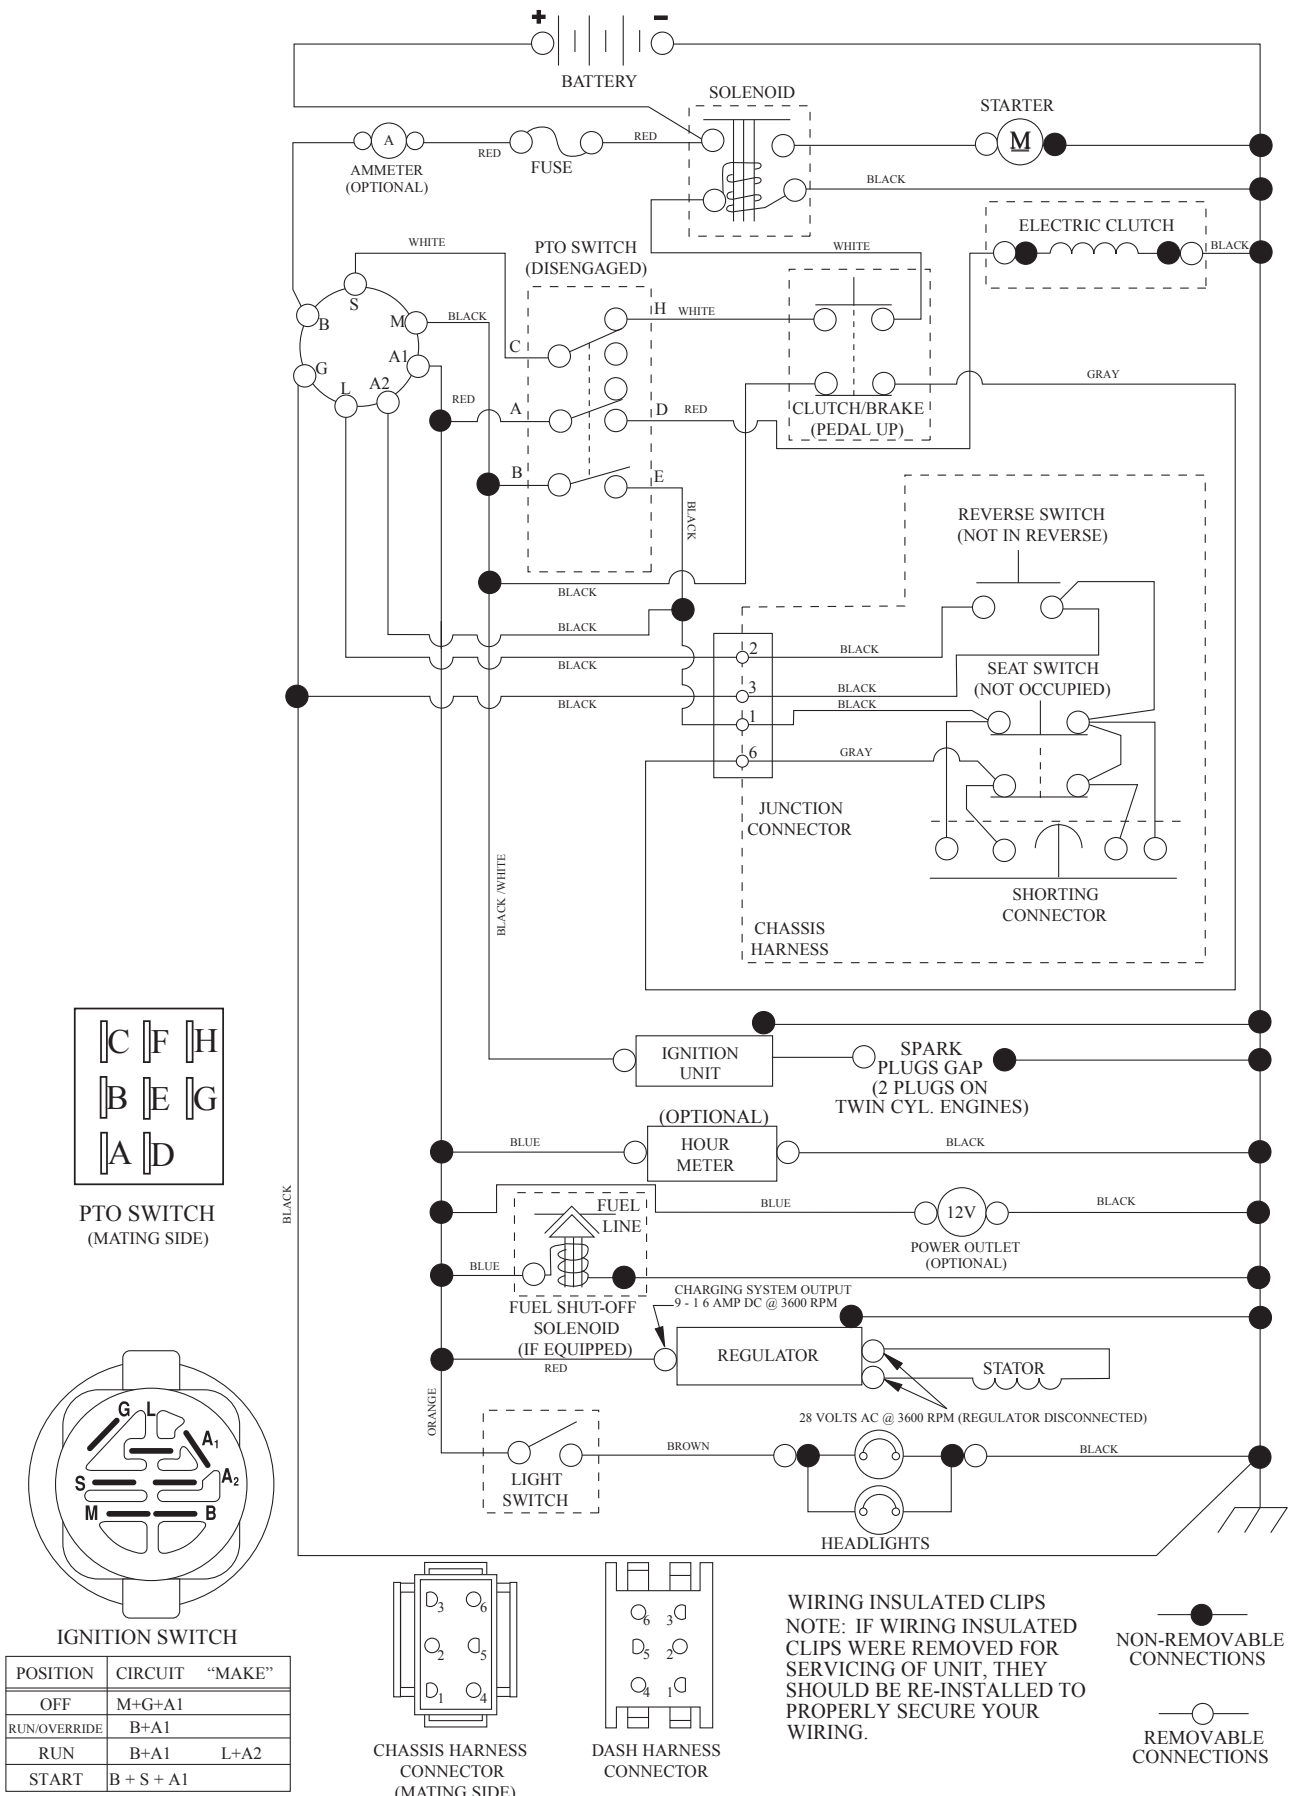 + −
BATTERY
SOLENOID
STARTER
A
M
RED
FUSE
RED
AMMETER
(OPTIONAL)
BLACK
ELECTRIC CLUTCH
BLACK
WHITE
PTO SWITCH
(DISENGAGED)
WHITE
S
B
M
BLACK
H
WHITE
C
G
A1
L
A2
GRAY
RED
A
D
RED
CLUTCH/BRAKE
(PEDAL UP)
B
E
BLACK
REVERSE SWITCH
(NOT IN REVERSE)
BLACK
BLACK
2
BLACK
BLACK
SEAT SWITCH
(NOT OCCUPIED)
3
BLACK
BLACK
BLACK
1
6
GRAY
JUNCTION
CONNECTOR
BLACK /WHITE
SHORTING
CONNECTOR
CHASSIS
HARNESS
C F H
B E G
A D
PTO SWITCH
(MATING SIDE)
BLACK
IGNITION
UNIT
SPARK
PLUGS GAP
(2 PLUGS ON
TWIN CYL. ENGINES)
(OPTIONAL)
BLUE
HOUR
METER
BLACK
BLUE
12V
BLACK
FUEL
LINE
POWER OUTLET
(OPTIONAL)
BLUE
FUEL SHUT-OFF
SOLENOID
(IF EQUIPPED)
CHARGING SYSTEM OUTPUT
9 - 1 6 AMP DC @ 3600 RPM
RED
REGULATOR
STATOR
28 VOLTS AC @ 3600 RPM (REGULATOR DISCONNECTED)
ORANGE
LIGHT
SWITCH
BROWN
BLACK
HEADLIGHTS
G L
A1
S
A2
M
B
IGNITION SWITCH
POSITION CIRCUIT “MAKE”
OFF M+G+A1
RUN/OVERRIDE B+A1
RUN B+A1 L+A2
START B + S + A1
3 6
2 5
1 4
CHASSIS HARNESS
CONNECTOR
(MATING SIDE)
6 3
5 2
4 1
DASH HARNESS
CONNECTOR
WIRING INSULATED CLIPS
NOTE: IF WIRING INSULATED
CLIPS WERE REMOVED FOR
SERVICING OF UNIT, THEY
SHOULD BE RE-INSTALLED TO
PROPERLY SECURE YOUR
WIRING.
NON-REMOVABLE
CONNECTIONS
REMOVABLE
CONNECTIONS